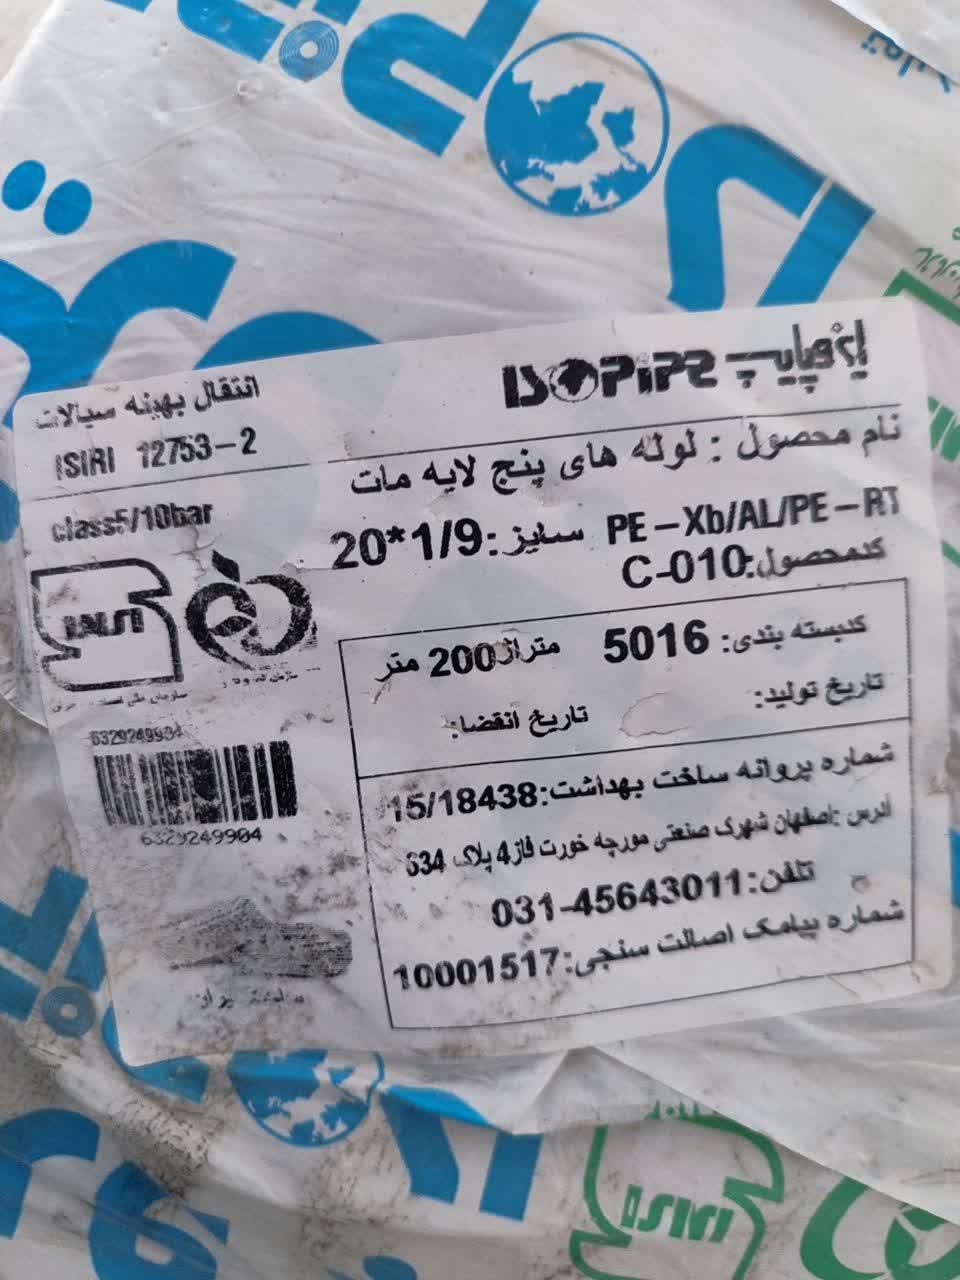 ایزوپایپ ISOPIPE
انتقال بهینه سیالات
ISIRI 12753-2
نام محصول : لوله های پنج لایه مات
class5/10bar
PE-Xb/AL/PE-RT سایز:20*1/9
کدمحصول:C-010
کدبسته بندی: 5016 متراژ 200 متر
تاریخ تولید:
تاریخ انقضا:
6329249904
6329249904
شماره پروانه ساخت بهداشت:15/18438
آدرس :اصفهان شهرک صنعتی مورچه خورت فاز4 پلاک 634
تلفن:031-45643011
شماره پیامک اصالت سنجی:10001517